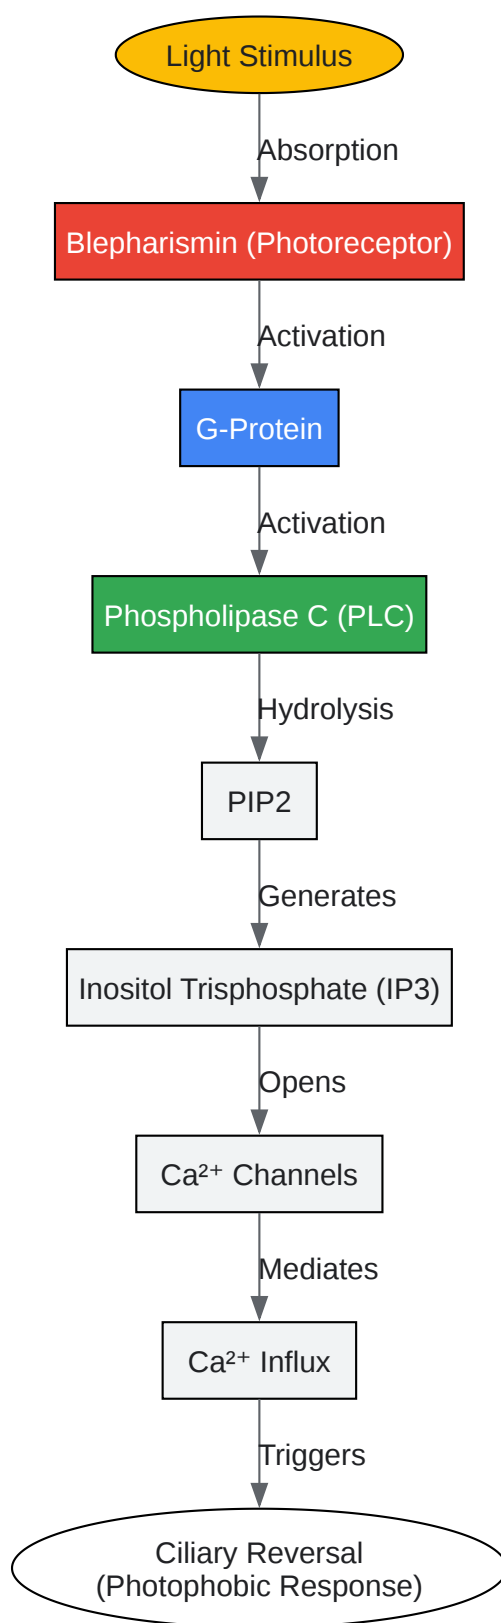 Light Stimulus
Absorption
Blepharismin (Photoreceptor)
Activation
G-Protein
Activation
Phospholipase C (PLC)
Hydrolysis
PIP2
Generates
Inositol Trisphosphate (IP3)
Opens
Ca²⁺ Channels
Mediates
Ca²⁺ Influx
Triggers
Ciliary Reversal
(Photophobic Response)